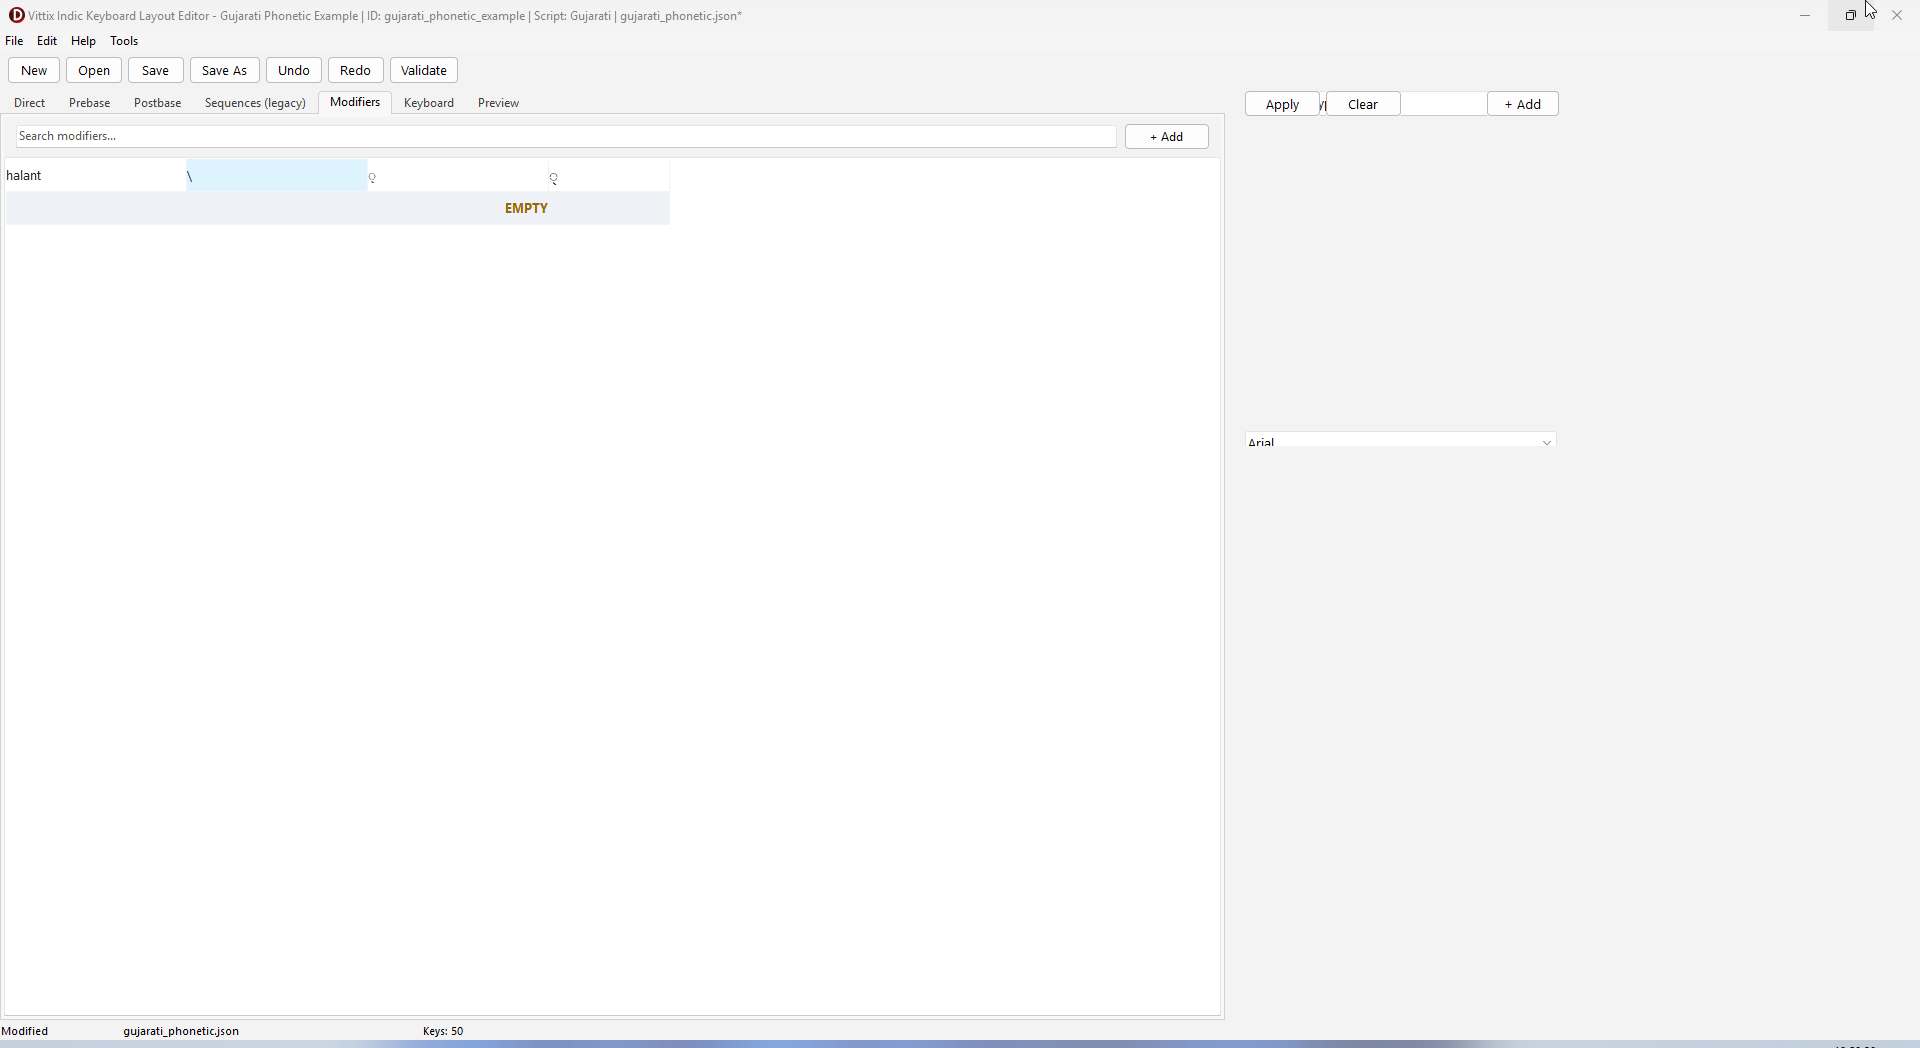 Vittix Indic Keyboard Layout Editor - Gujarati Phonetic Example | ID: gujarati_phonetic_example | Script: Gujarati | gujarati_phonetic.json*
File Edit Help Tools
New Open Save Save As Undo Redo Validate
Direct Prebase Postbase Sequences (legacy) Modifiers Keyboard Preview
Apply Clear + Add
Search modifiers... + Add
halant \ ़ ़
EMPTY
Arial
Modified gujarati_phonetic.json Keys: 50